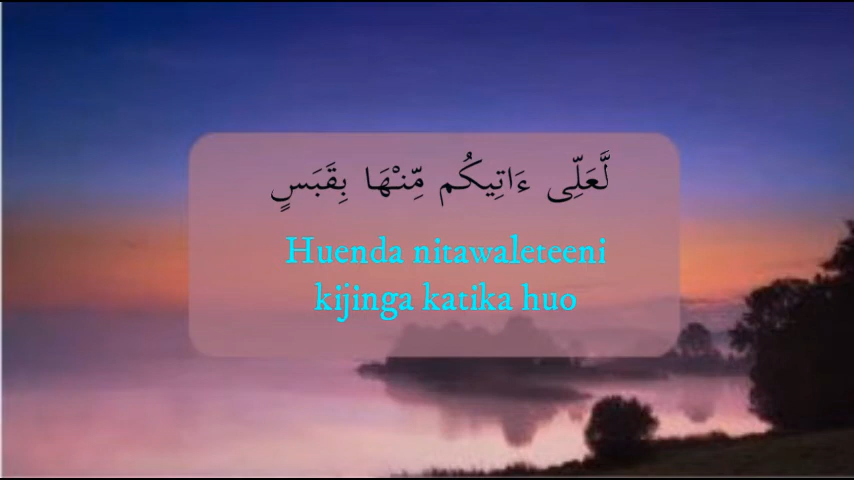 لَّعَلِّى ءَاتِيكُم مِّنْهَا بِقَبَسٍ
Huenda nitawaleteeni
kijinga katika huo